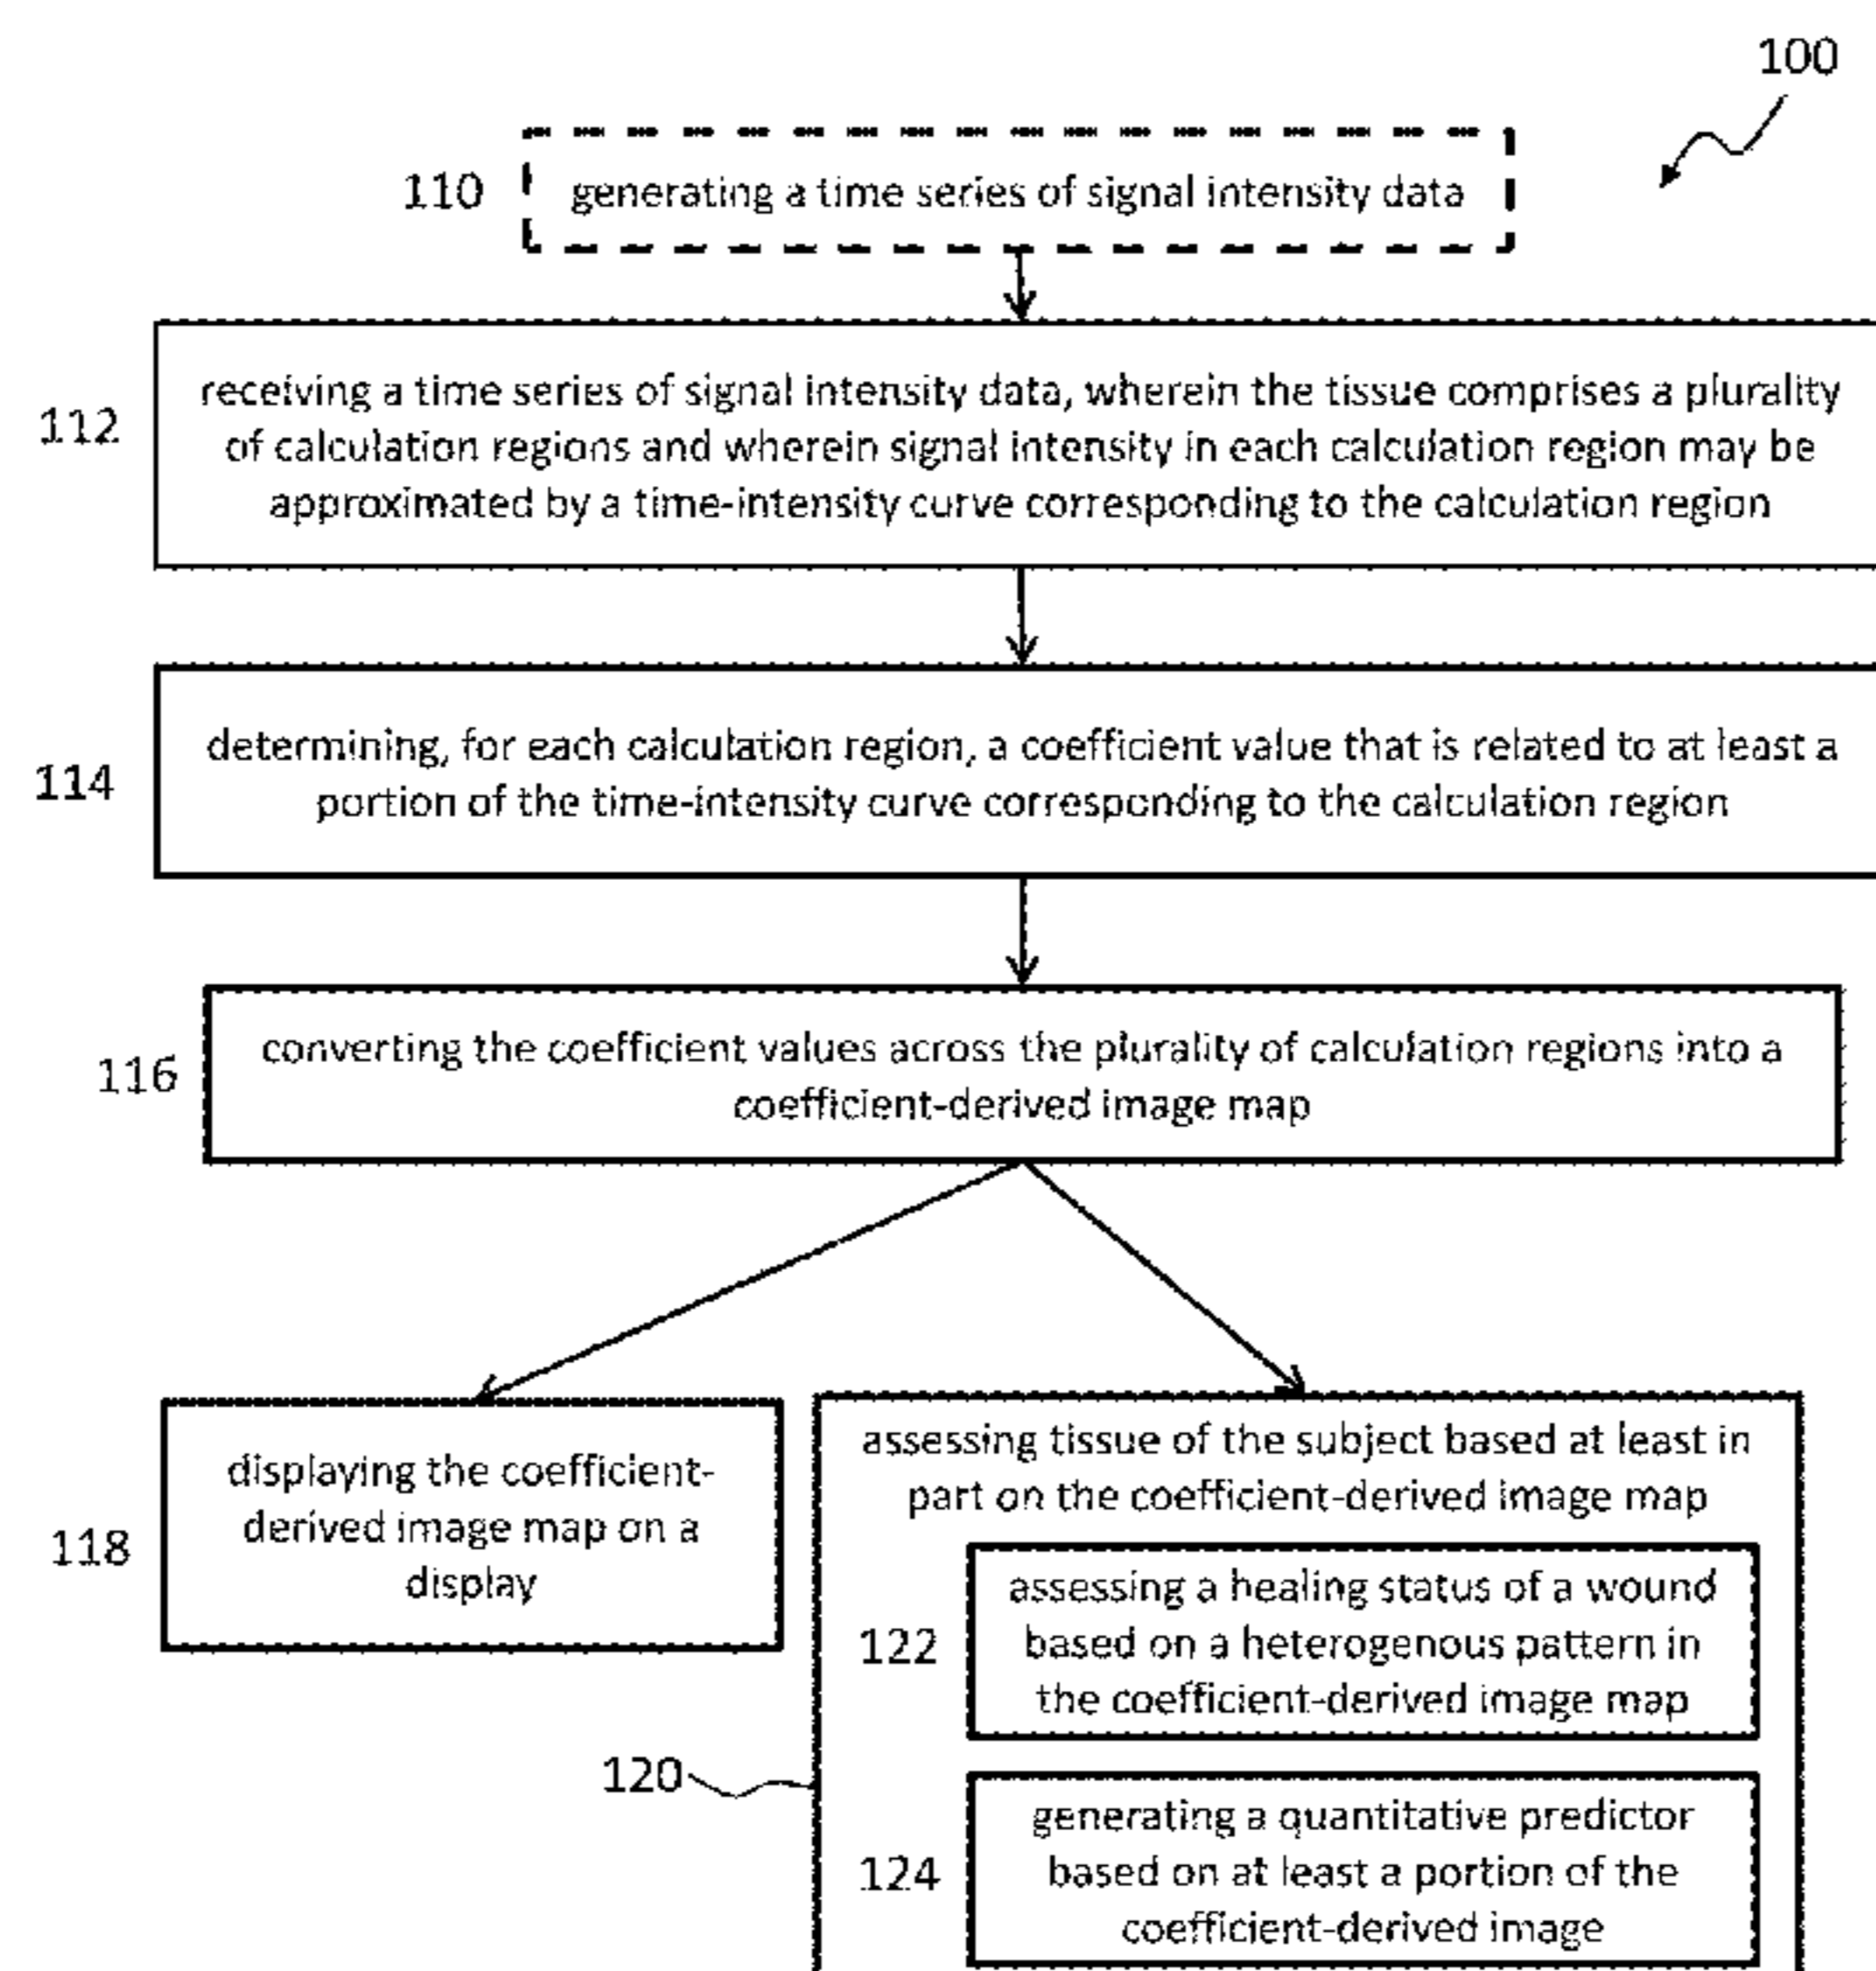 100
110
generating a time series of signal intensity data
112
receiving a time series of signal intensity data, wherein the tissue comprises a plurality
of calculation regions and wherein signal intensity in each calculation region may be
approximated by a time-intensity curve corresponding to the calculation region
114
determining, for each calculation region, a coefficient value that is related to at least a
portion of the time-intensity curve corresponding to the calculation region
116
converting the coefficient values across the plurality of calculation regions into a
coefficient-derived image map
118
displaying the coefficient-
derived image map on a
display
assessing tissue of the subject based at least in
part on the coefficient-derived image map
122
assessing a healing status of a wound
based on a heterogenous pattern in
the coefficient-derived image map
120
124
generating a quantitative predictor
based on at least a portion of the
coefficient-derived image